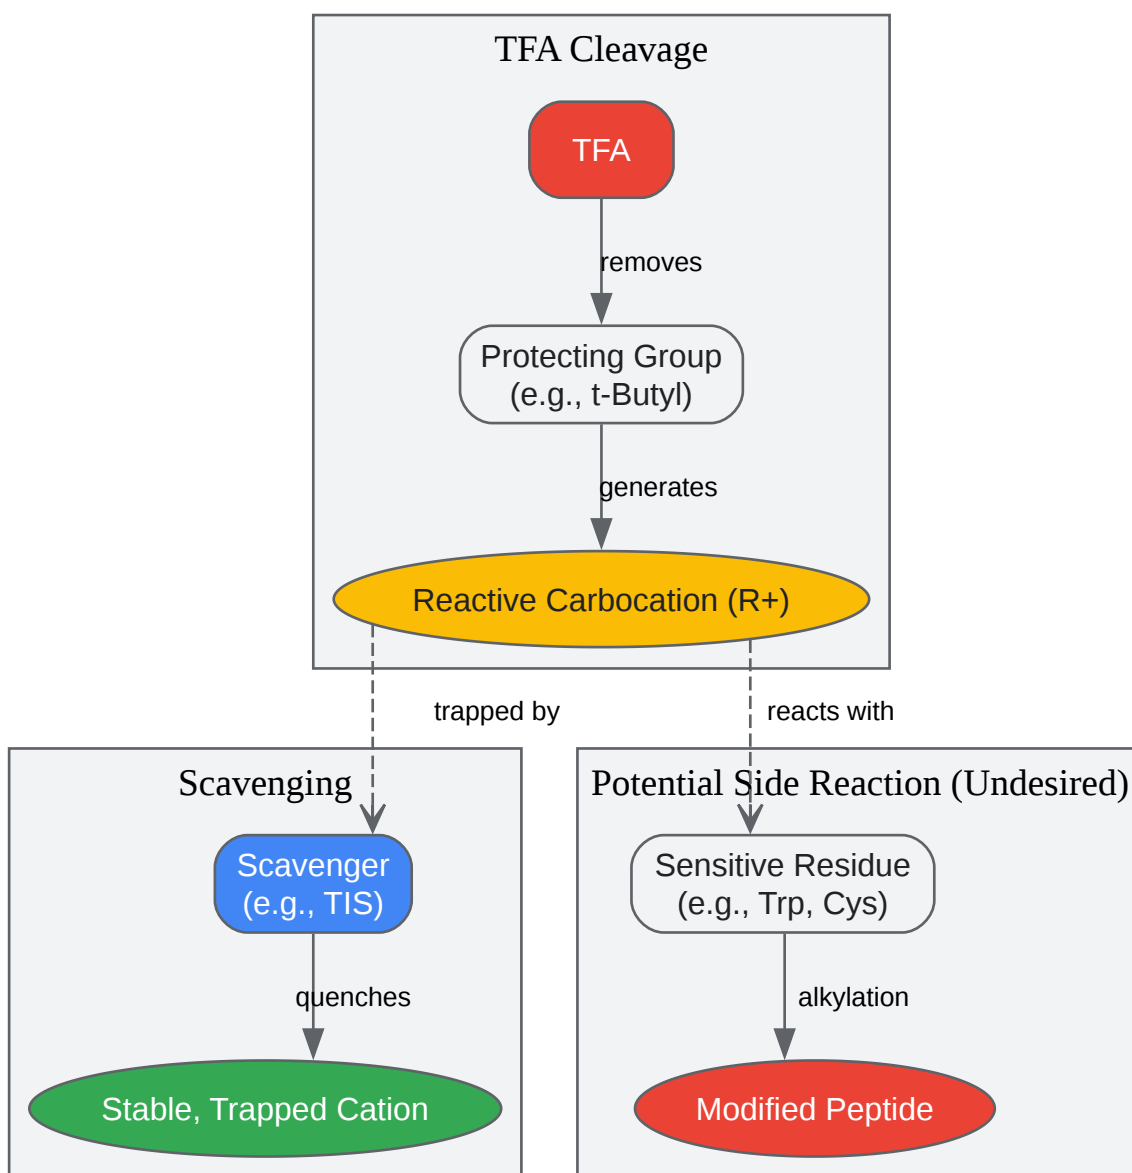 TFA Cleavage
TFA
removes
Protecting Group
(e.g., t-Butyl)
generates
Reactive Carbocation (R+)
trapped by
reacts with
Scavenging
Scavenger
(e.g., TIS)
quenches
Stable, Trapped Cation
Potential Side Reaction (Undesired)
Sensitive Residue
(e.g., Trp, Cys)
alkylation
Modified Peptide